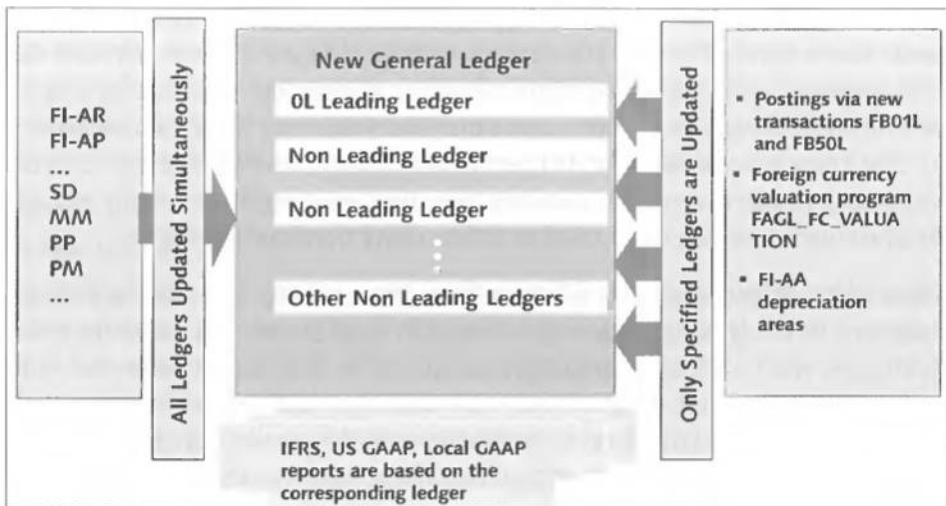 FI-AR
FI-AP
...
SD
MM
PP
PM
...
All Ledgers Updated Simultaneously
New General Ledger
0L Leading Ledger
Non Leading Ledger
Non Leading Ledger
Other Non Leading Ledgers
IFRS, US GAAP, Local GAAP
reports are based on the
corresponding ledger
Only Specified Ledgers are Updated
▪ Postings via new
transactions FB01L
and FB50L
▪ Foreign currency
valuation program
FAGL_FC_VALUA
TION
▪ FI-AA
depreciation
areas